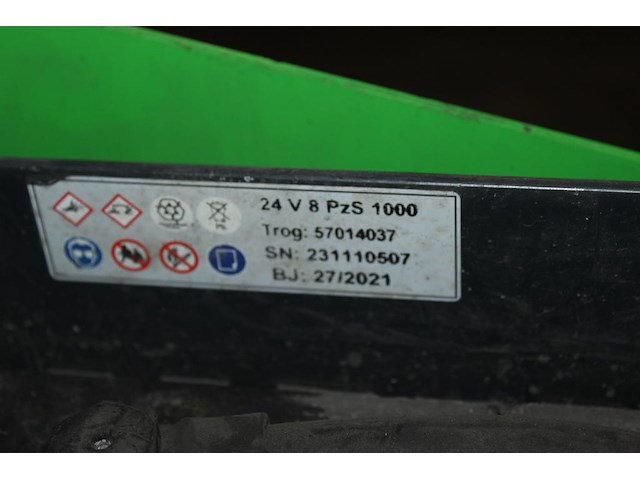 24 V 8 PzS 1000
Trog: 57014037
SN: 231110507
BJ: 27/2021